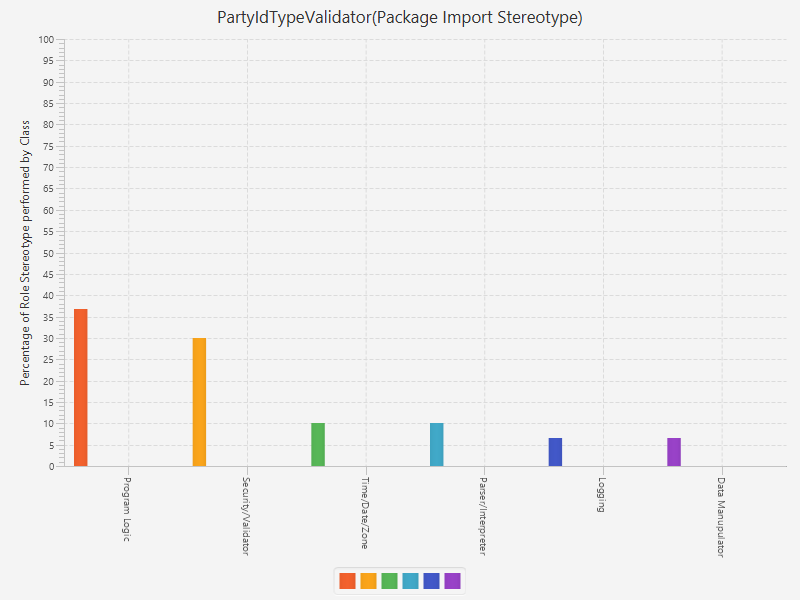 PartyIdTypeValidator(Package Import Stereotype)
Percentage of Role Stereotype performed by Class
100
95
90
85
80
75
70
65
60
55
50
45
40
35
30
25
20
15
10
5
0
Program Logic
Security/Validator
Time/Date/Zone
Parser/Interpreter
Logging
Data Manupulator